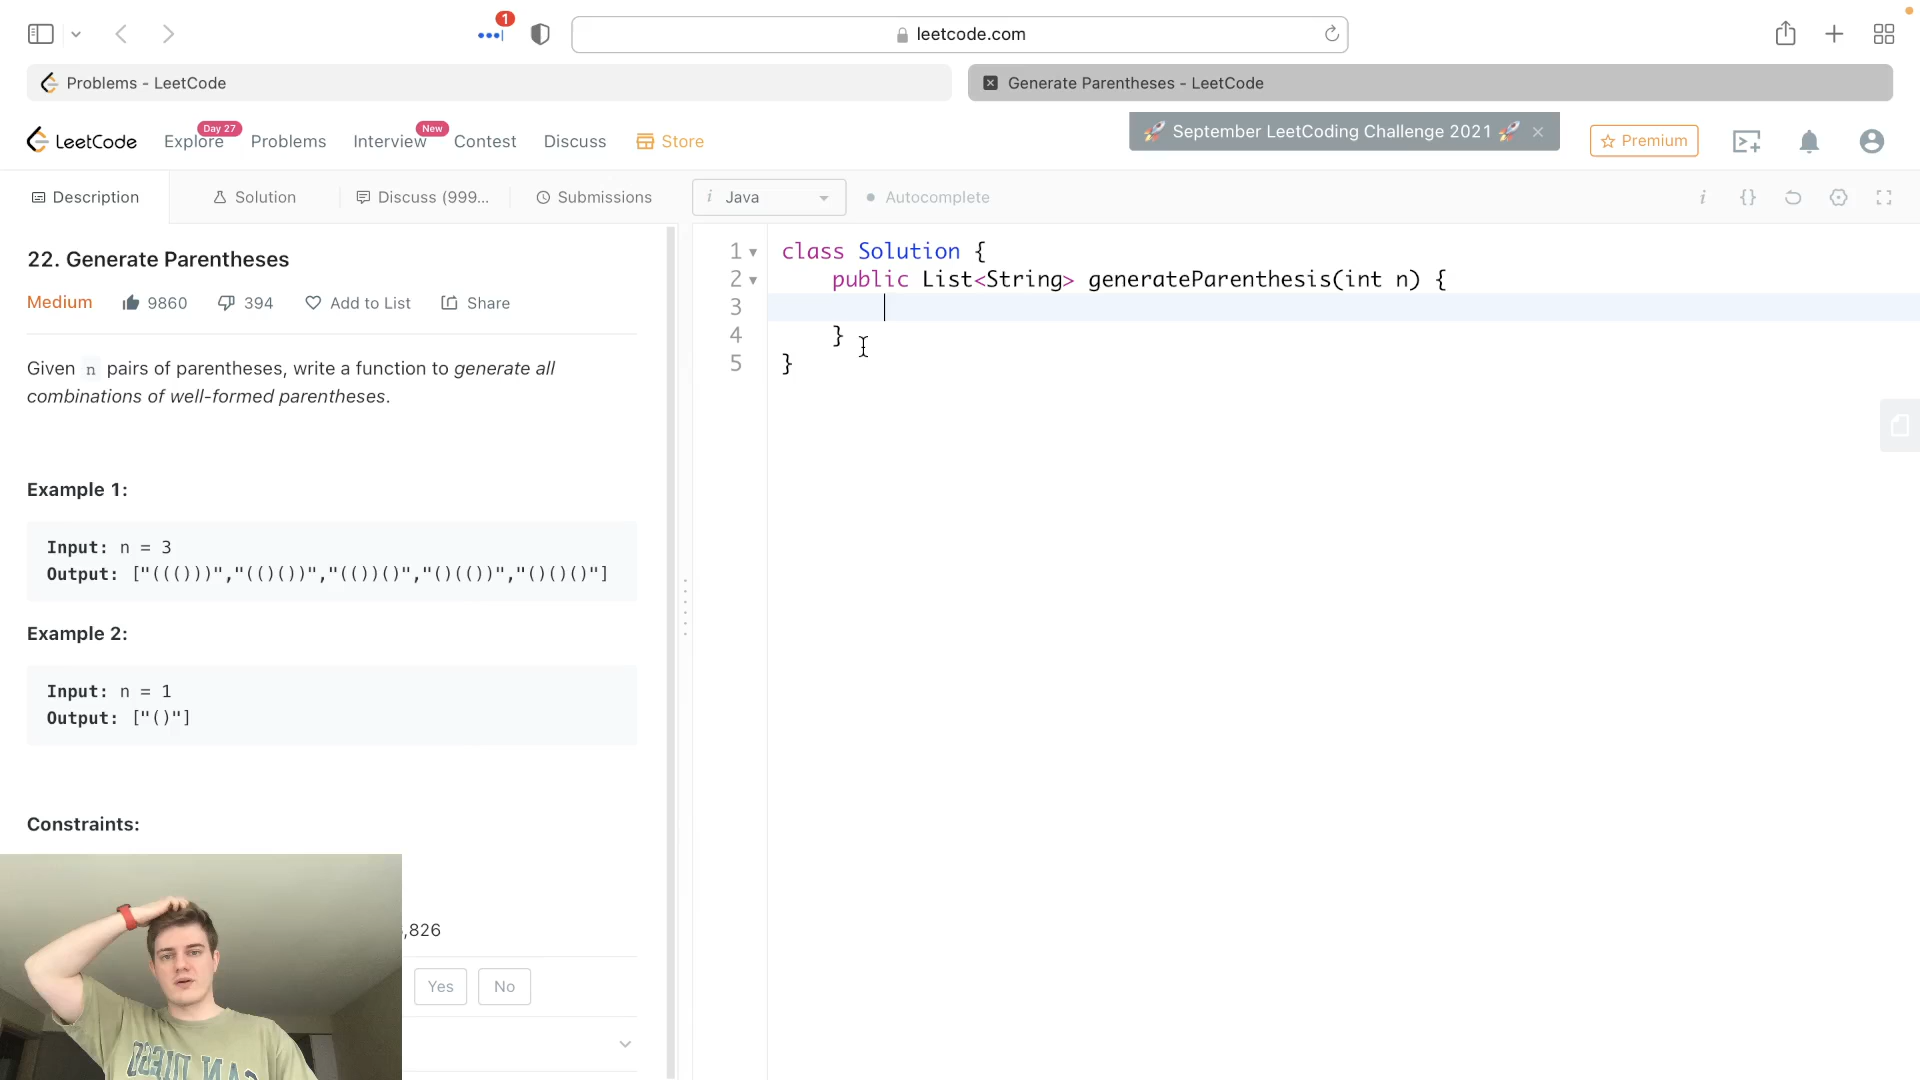 1
leetcode.com
Problems - LeetCode
Generate Parentheses - LeetCode
LeetCode
Explore
Day 27
Problems
Interview
New
Contest
Discuss
Store
🚀 September LeetCoding Challenge 2021 🚀
Premium
Description
Solution
Discuss (999...
Submissions
i Java
Autocomplete
i {}
22. Generate Parentheses
Medium 9860 394 Add to List Share
Given n pairs of parentheses, write a function to generate all
combinations of well-formed parentheses.
Example 1:
Input: n = 3
Output: ["((()))","(()())","(())()","()(())","()()()"]
Example 2:
Input: n = 1
Output: ["()"]
Constraints:
,826
Yes No
1 class Solution {
2 public List<String> generateParenthesis(int n) {
3
4 }
5 }
SAN DIEGO